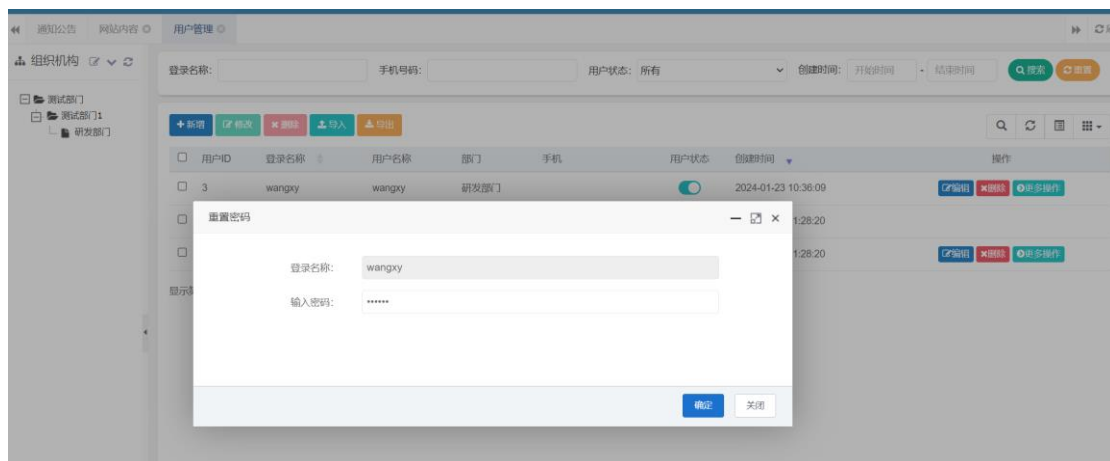 通知公告 网站内容 用户管理
组织机构
测试部门
测试部门1
研发部门
登录名称: 手机号码: 用户状态: 所有 创建时间: 开始时间 - 结束时间 搜索 重置
新增 修改 删除 导入 导出
用户ID 登录名称 用户名称 部门 手机 用户状态 创建时间 操作
3 wangxy wangxy 研发部门 2024-01-23 10:36:09 编辑 删除 更多操作
1:28:20
1:28:20 编辑 删除 更多操作
显示
重置密码
登录名称: wangxy
输入密码: ••••••
确定 关闭